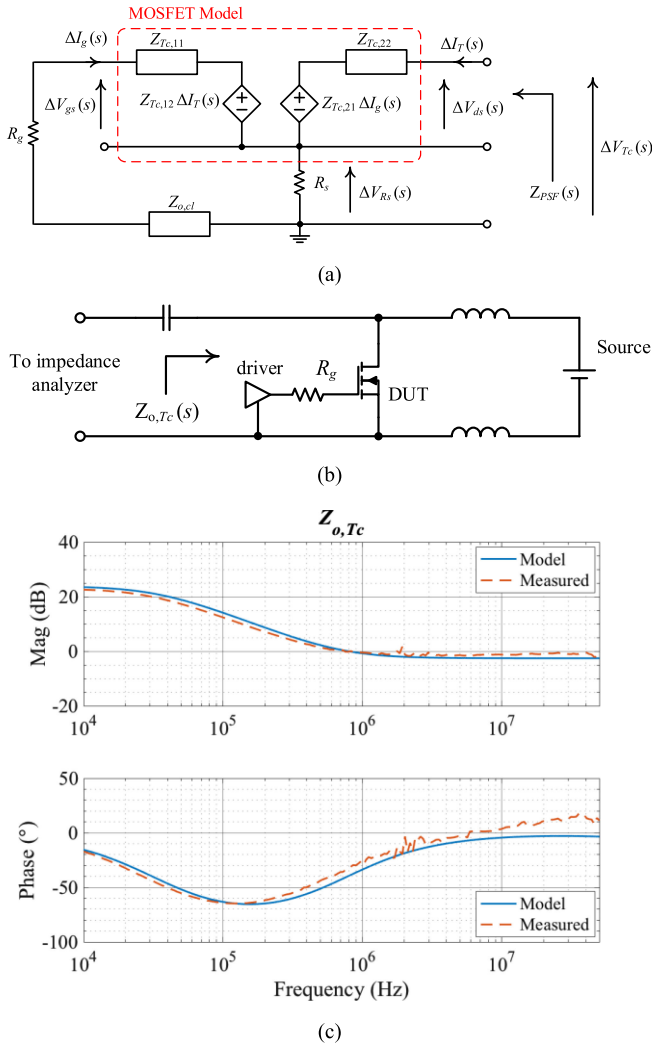 MOSFET Model
ΔI_g(s) Z_Tc,11 Z_Tc,22 ΔI_T(s)
ΔV_gs(s) Z_Tc,12 ΔI_T(s) Z_Tc,21 ΔI_g(s) ΔV_ds(s)
R_g ΔV_Tc(s)
R_s ΔV_Rs(s) Z_PSF(s)
Z_o,cl
(a)
To impedance
analyzer
driver R_g Source
Z_o,Tc(s) DUT
(b)
Z_o,Tc
Mag (dB)
40
20
0
-20
Model
Measured
10^4 10^5 10^6 10^7
Phase (°)
50
0
-50
-100
Model
Measured
10^4 10^5 10^6 10^7
Frequency (Hz)
(c)